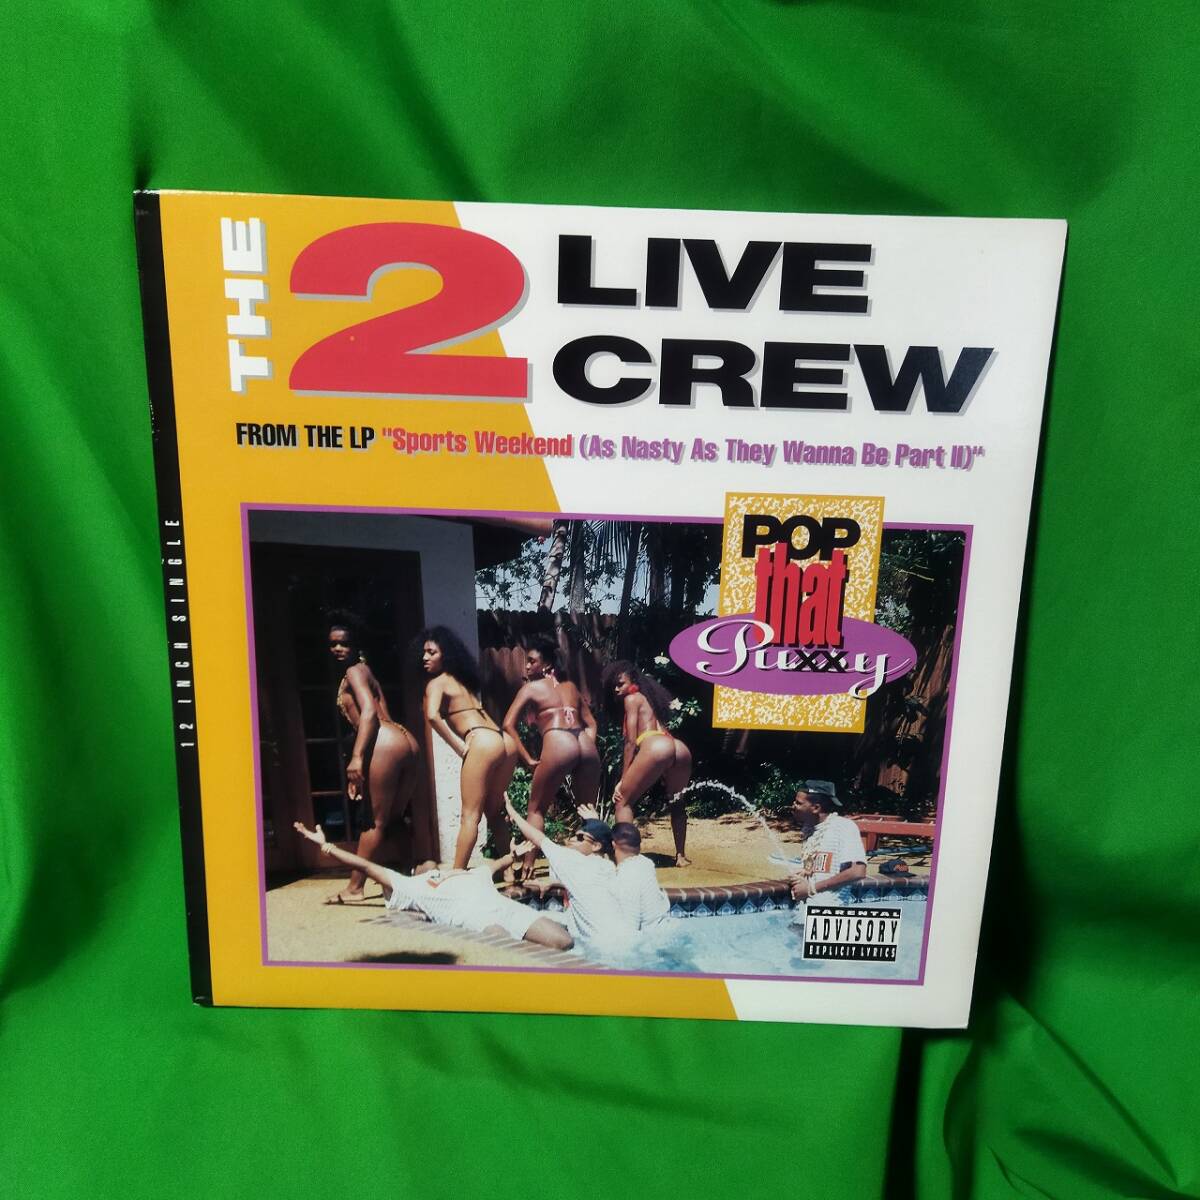 THE
2
LIVE
CREW
FROM THE LP "Sports Weekend (As Nasty As They Wanna Be Part II)"
POP
that
Puxxy
12 INCH SINGLE
PARENTAL
ADVISORY
EXPLICIT LYRICS